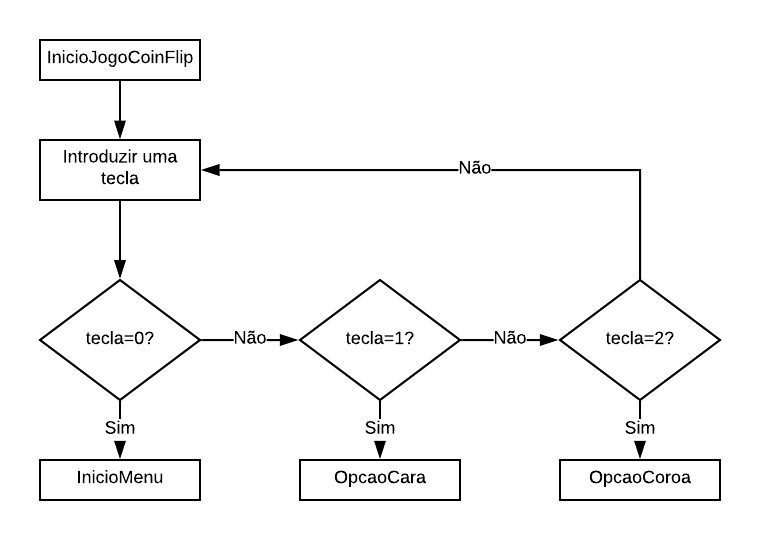 InicioJogoCoinFlip
Introduzir uma
tecla
Não
tecla=0?
Não
tecla=1?
Não
tecla=2?
Sim
Sim
Sim
InicioMenu
OpcaoCara
OpcaoCoroa